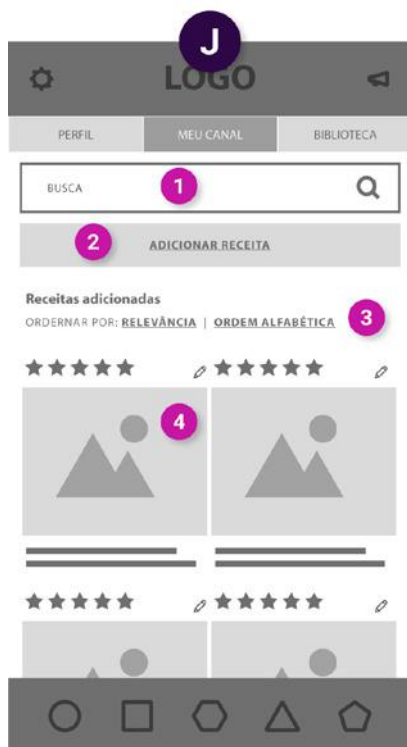 J
LOGO
PERFIL MEU CANAL BIBLIOTECA
BUSCA 1
2 ADICIONAR RECEITA
Receitas adicionadas
ORDERNAR POR: RELEVÂNCIA | ORDEM ALFABÉTICA 3
4